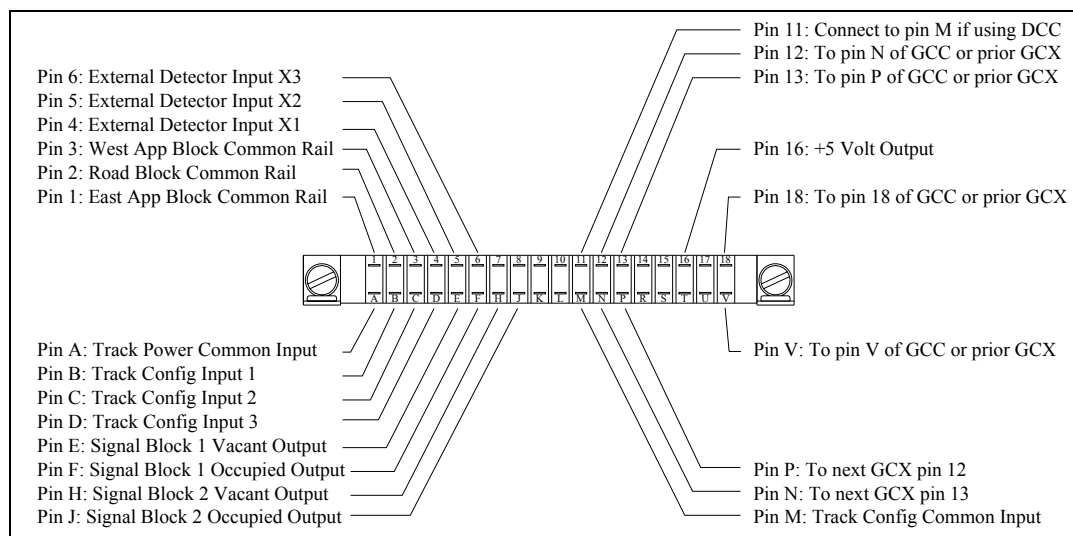 Pin 6: External Detector Input X3
Pin 5: External Detector Input X2
Pin 4: External Detector Input X1
Pin 3: West App Block Common Rail
Pin 2: Road Block Common Rail
Pin 1: East App Block Common Rail
Pin 11: Connect to pin M if using DCC
Pin 12: To pin N of GCC or prior GCX
Pin 13: To pin P of GCC or prior GCX
Pin 16: +5 Volt Output
Pin 18: To pin 18 of GCC or prior GCX
1 2 3 4 5 6 7 8 9 10 11 12 13 14 15 16 17 18
A B C D E F H J K L M N P R S T U V
Pin A: Track Power Common Input
Pin B: Track Config Input 1
Pin C: Track Config Input 2
Pin D: Track Config Input 3
Pin E: Signal Block 1 Vacant Output
Pin F: Signal Block 1 Occupied Output
Pin H: Signal Block 2 Vacant Output
Pin J: Signal Block 2 Occupied Output
Pin V: To pin V of GCC or prior GCX
Pin P: To next GCX pin 12
Pin N: To next GCX pin 13
Pin M: Track Config Common Input